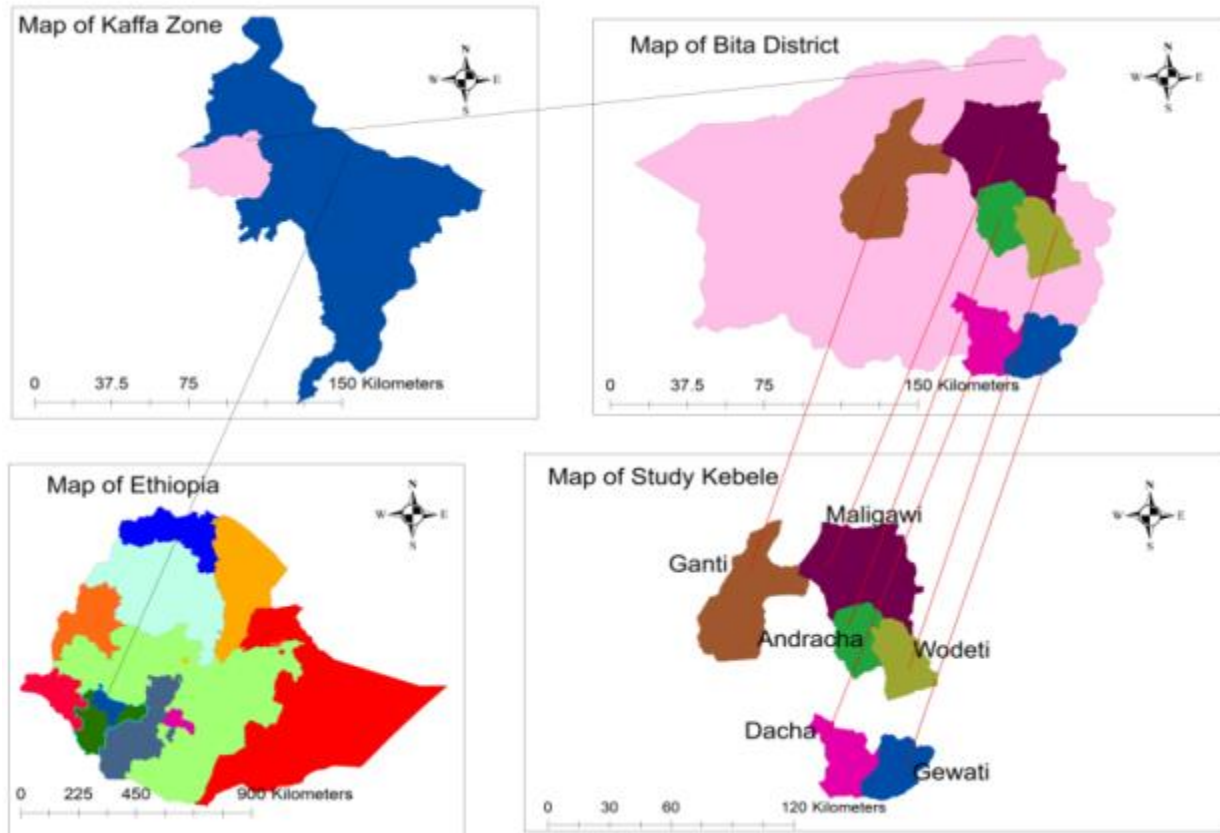 Map of Kaffa Zone
N
W E
S
0 37.5 75 150 Kilometers
Map of Bita District
N
W E
S
0 37.5 75 150 Kilometers
Map of Ethiopia
N
W E
S
0 225 450 900 Kilometers
Map of Study Kebele
N
W E
S
Maligawi
Ganti
Andracha
Wodeti
Dacha
Gewati
0 30 60 120 Kilometers